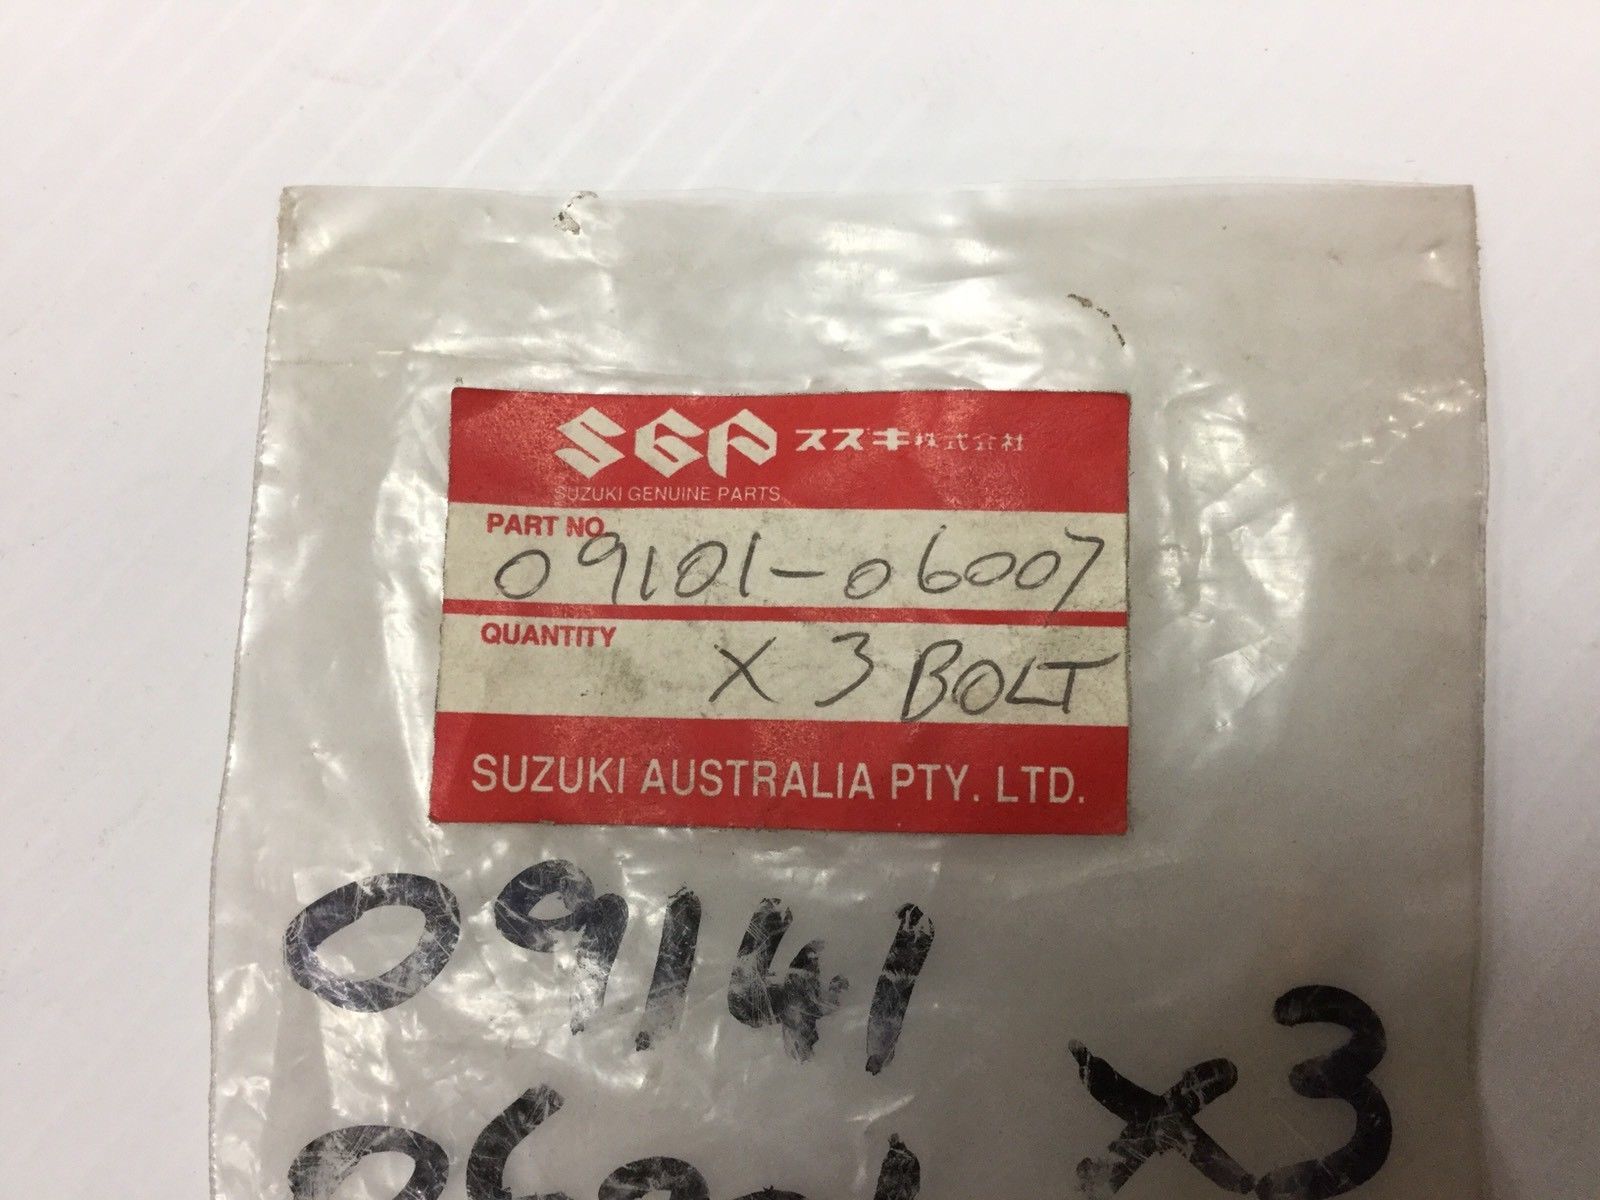 SGP スズキ株式会社
SUZUKI GENUINE PARTS
PART NO.
09101-06007
QUANTITY
X 3 BOLT
SUZUKI AUSTRALIA PTY. LTD.
09141
X3